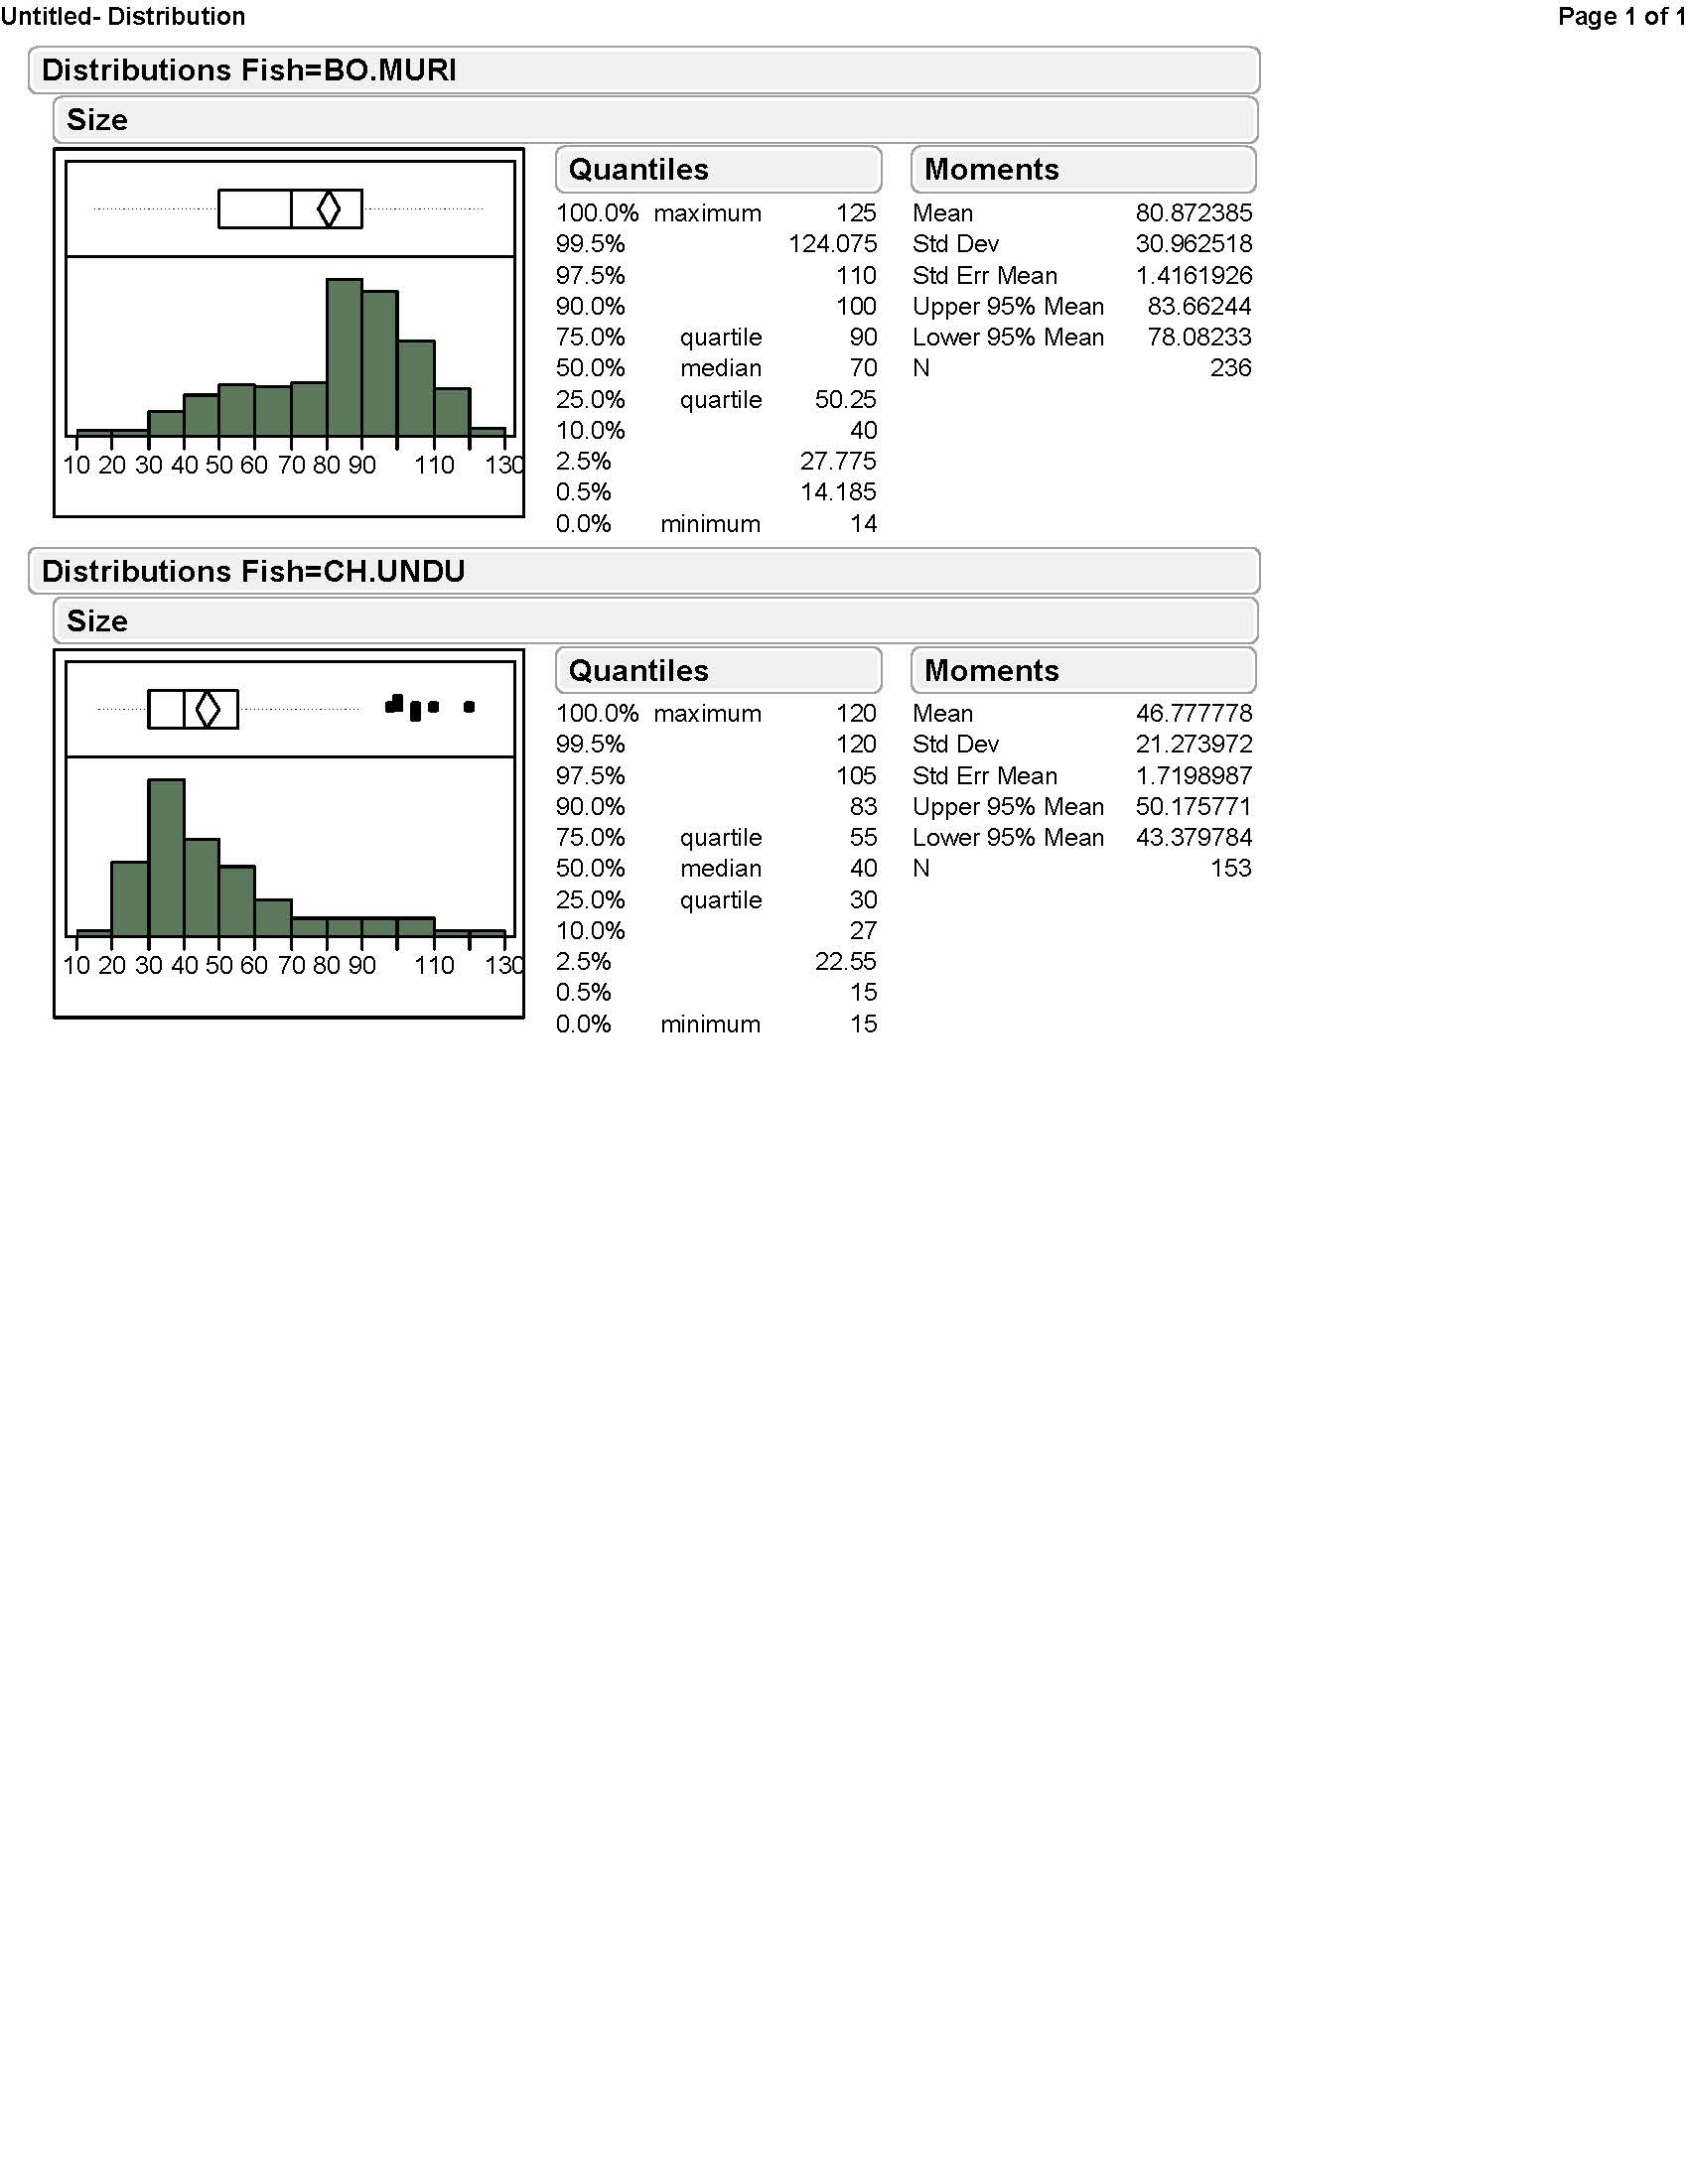 Untitled- Distribution Page 1 of 1
Distributions Fish=BO.MURI
Size
Quantiles Moments
100.0% maximum 125 Mean 80.872385
99.5% 124.075 Std Dev 30.962518
97.5% 110 Std Err Mean 1.4161926
90.0% 100 Upper 95% Mean 83.66244
75.0% quartile 90 Lower 95% Mean 78.08233
50.0% median 70 N 236
25.0% quartile 50.25
10.0% 40
2.5% 27.775
0.5% 14.185
0.0% minimum 14
10 20 30 40 50 60 70 80 90 110 130
Distributions Fish=CH.UNDU
Size
Quantiles Moments
100.0% maximum 120 Mean 46.777778
99.5% 120 Std Dev 21.273972
97.5% 105 Std Err Mean 1.7198987
90.0% 83 Upper 95% Mean 50.175771
75.0% quartile 55 Lower 95% Mean 43.379784
50.0% median 40 N 153
25.0% quartile 30
10.0% 27
2.5% 22.55
0.5% 15
0.0% minimum 15
10 20 30 40 50 60 70 80 90 110 130